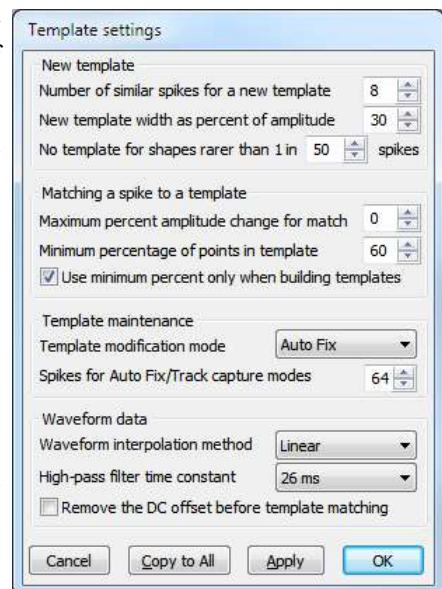 Template settings
New template
Number of similar spikes for a new template 8
New template width as percent of amplitude 30
No template for shapes rarer than 1 in 50 spikes
Matching a spike to a template
Maximum percent amplitude change for match 0
Minimum percentage of points in template 60
Use minimum percent only when building templates
Template maintenance
Template modification mode Auto Fix
Spikes for Auto Fix/Track capture modes 64
Waveform data
Waveform interpolation method Linear
High-pass filter time constant 26 ms
Remove the DC offset before template matching
Cancel Copy to All Apply OK